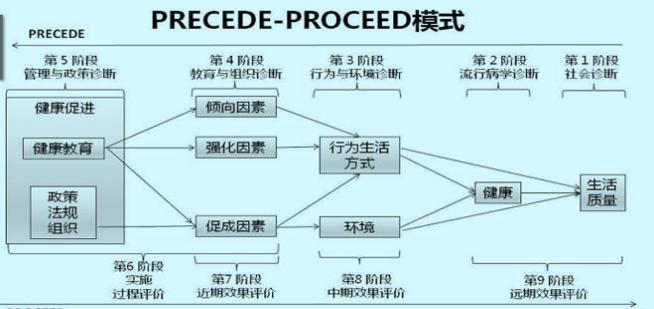 PRECEDE-PROCEED模式
PRECEDE
第5阶段
管理与政策诊断
第4阶段
教育与组织诊断
第3阶段
行为与环境诊断
第2阶段
流行病学诊断
第1阶段
社会诊断
健康促进
健康教育
政策
法规
组织
倾向因素
强化因素
促成因素
行为生活
方式
环境
健康
生活
质量
第6阶段
实施
过程评价
第7阶段
近期效果评价
第8阶段
中期效果评价
第9阶段
远期效果评价